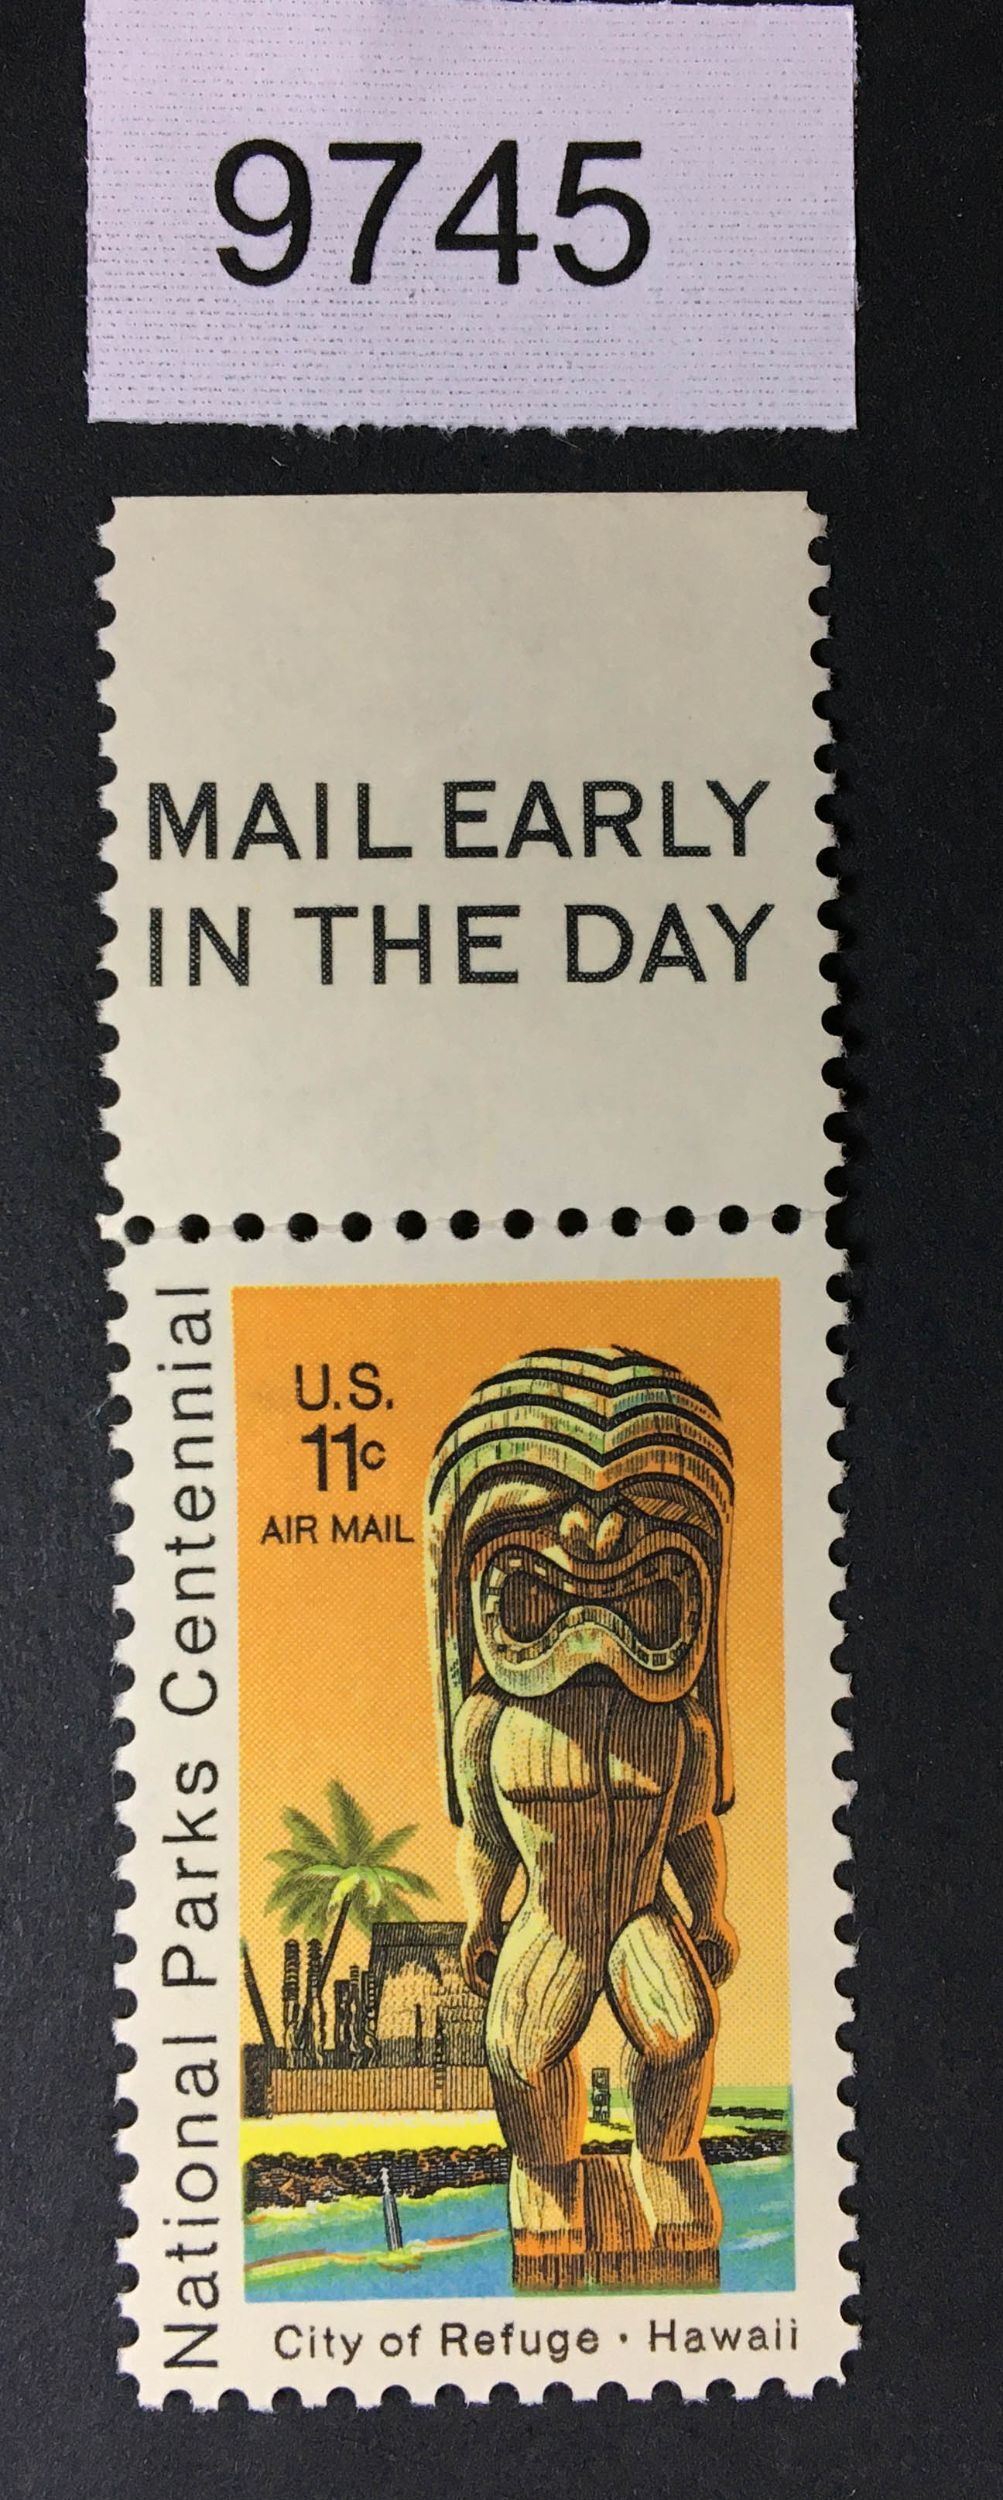 9745
MAIL EARLY
IN THE DAY
National Parks Centennial
U.S.
11c
AIR MAIL
City of Refuge · Hawaii